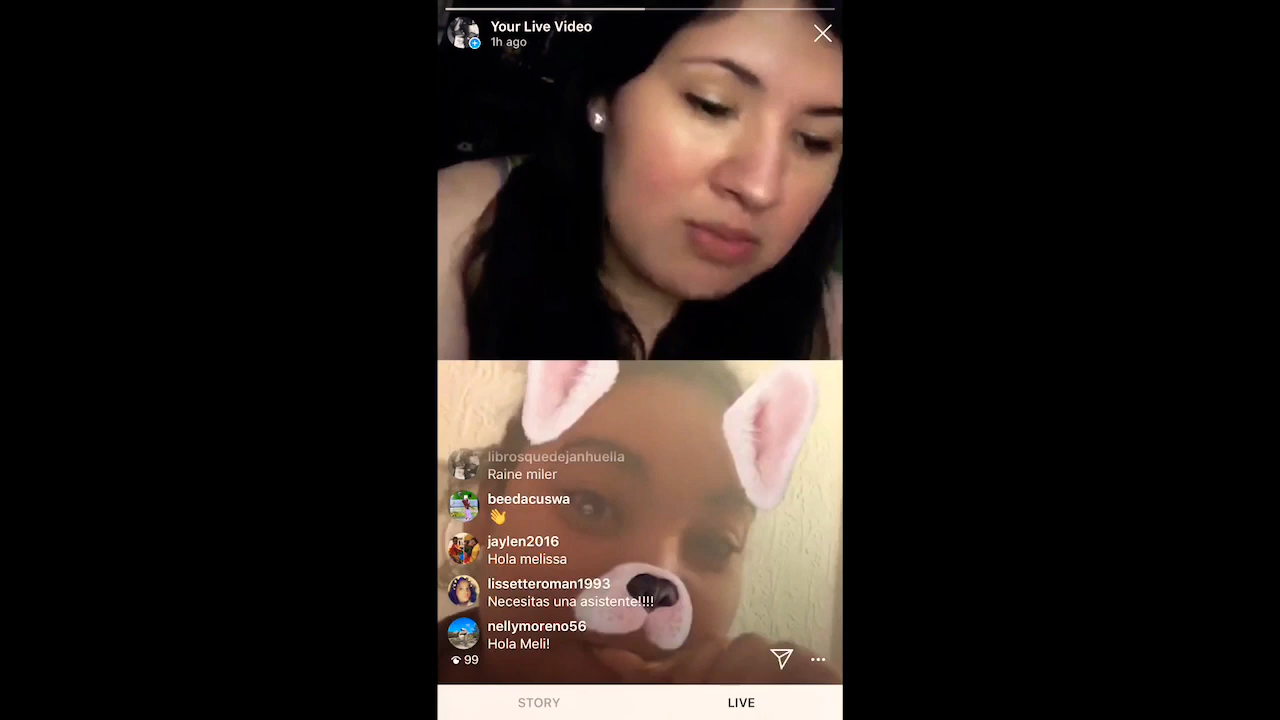 Your Live Video
1h ago
librosquedejanhuella
Raine miler
beedacuswa
👋
jaylen2016
Hola melissa
lissetteroman1993
Necesitas una asistente!!!!
nellymoreno56
Hola Meli!
99
STORY
LIVE